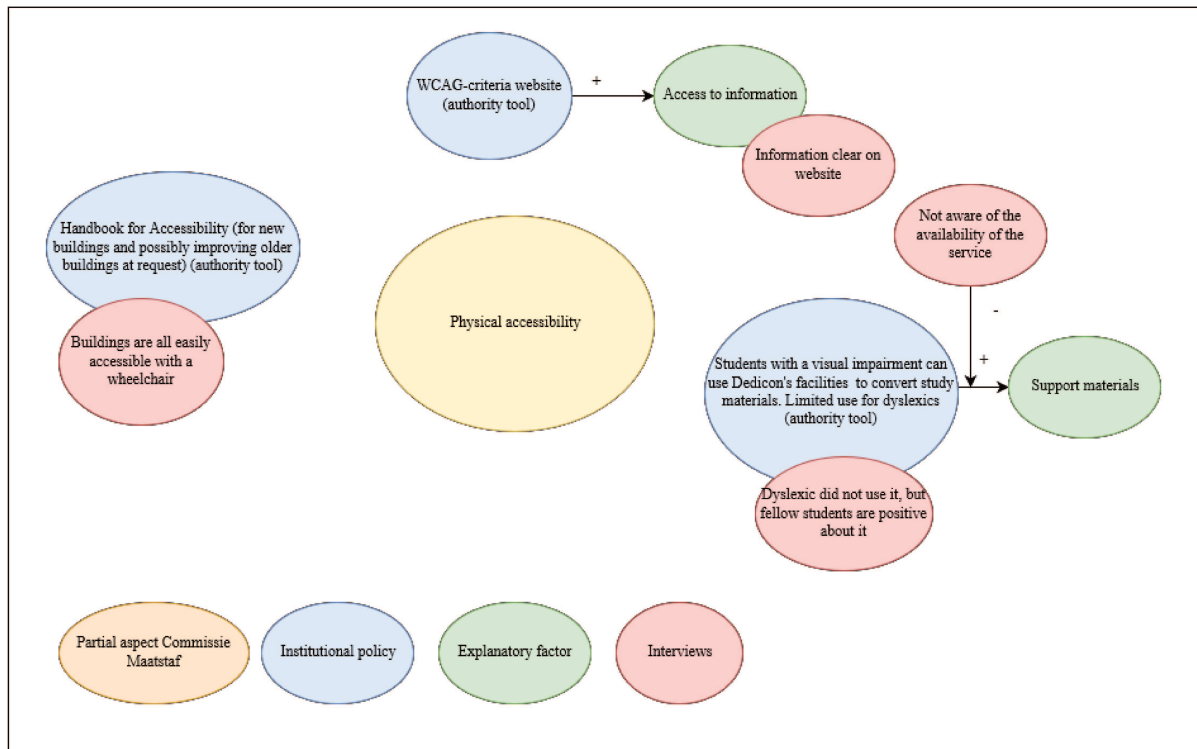 WCAG-criteria website
(authority tool)
+
Access to information
Information clear on
website
Handbook for Accessibility (for new
buildings and possibly improving older
buildings at request) (authority tool)
Buildings are all easily
accessible with a
wheelchair
Physical accessibility
Not aware of the
availability of the
service
-
+
Students with a visual impairment can
use Dedicon's facilities to convert study
materials. Limited use for dyslexics
(authority tool)
Support materials
Dyslexic did not use it, but
fellow students are positive
about it
Partial aspect Commissie
Maatstaf
Institutional policy
Explanatory factor
Interviews